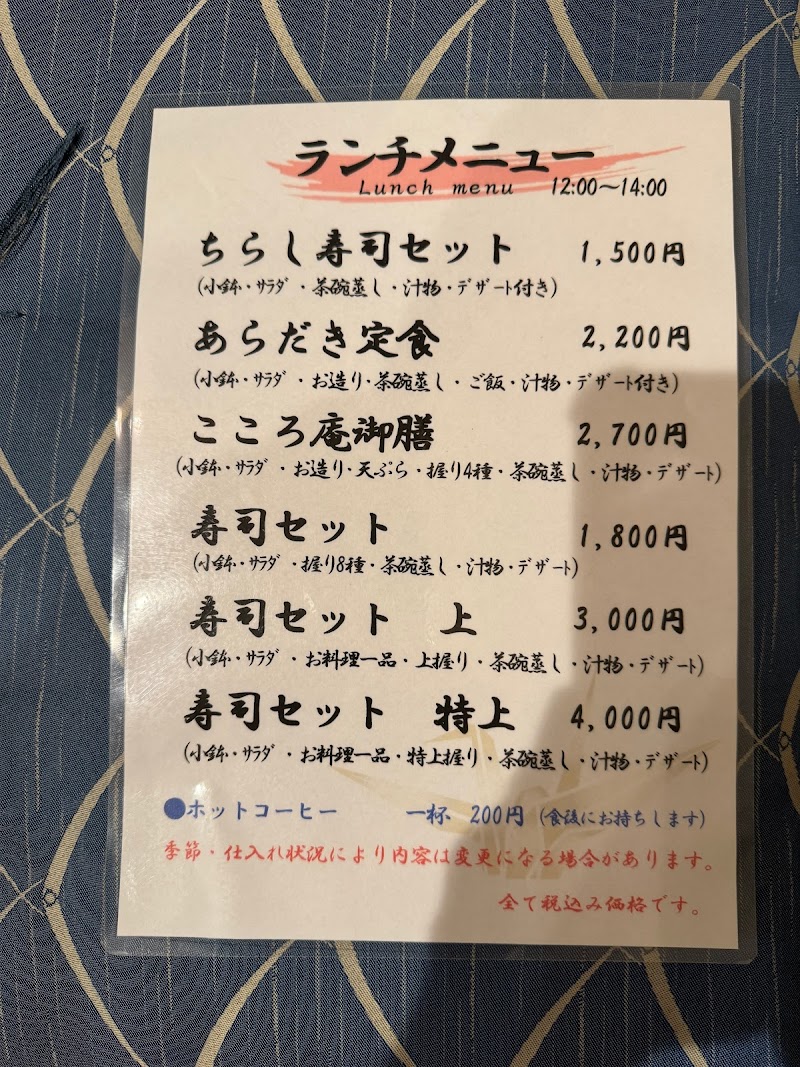 ランチメニュー
Lunch menu 12:00～14:00
ちらし寿司セット 1,500円
(小鉢・サラダ・茶碗蒸し・汁物・デザート付き)
あらだき定食 2,200円
(小鉢・サラダ・お造り・茶碗蒸し・ご飯・汁物・デザート付き)
こころ庵御膳 2,700円
(小鉢・サラダ・お造り・天ぷら・握り4種・茶碗蒸し・汁物・デザート)
寿司セット 1,800円
(小鉢・サラダ・握り8種・茶碗蒸し・汁物・デザート)
寿司セット 上 3,000円
(小鉢・サラダ・お料理一品・上握り・茶碗蒸し・汁物・デザート)
寿司セット 特上 4,000円
(小鉢・サラダ・お料理一品・特上握り・茶碗蒸し・汁物・デザート)
●ホットコーヒー 一杯 200円 (食後にお持ちします)
季節・仕入れ状況により内容は変更になる場合があります。
全て税込み価格です。